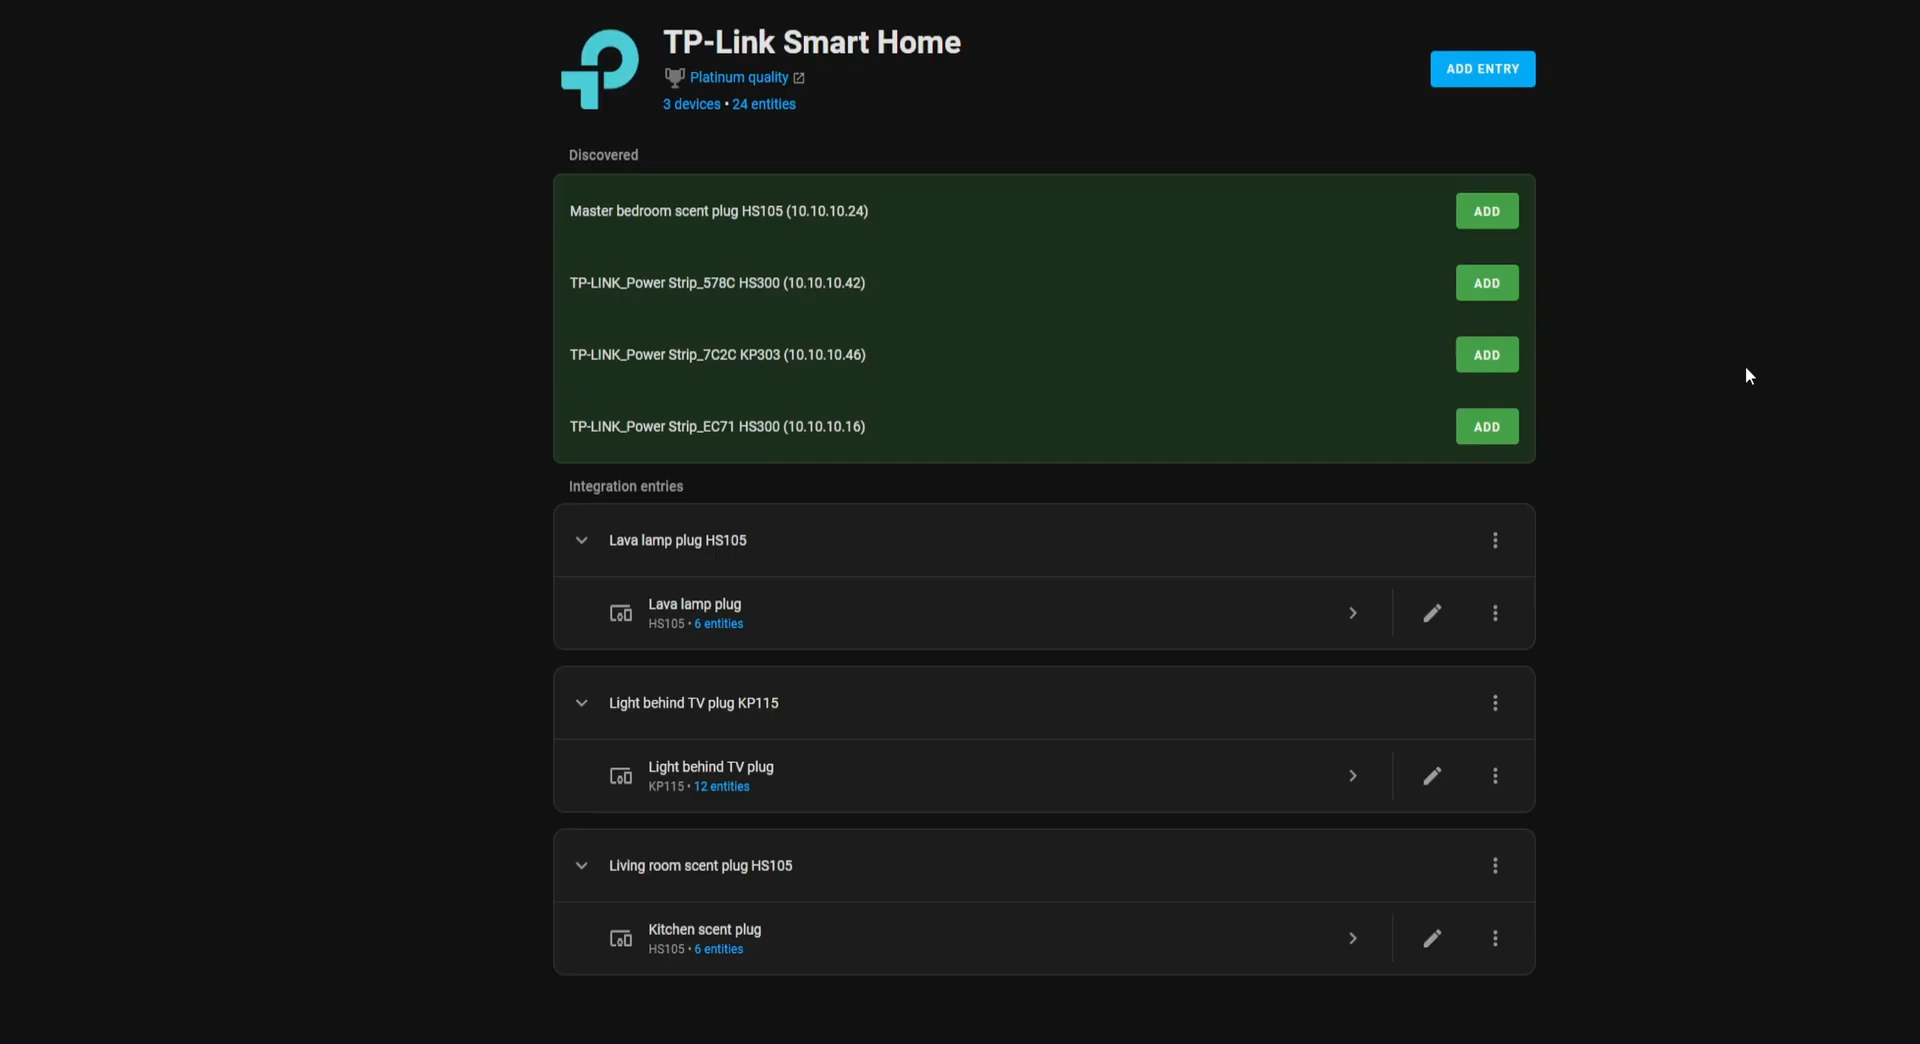 TP-Link Smart Home
Platinum quality
3 devices • 24 entities
ADD ENTRY
Discovered
Master bedroom scent plug HS105 (10.10.10.24)
ADD
TP-LINK_Power Strip_578C HS300 (10.10.10.42)
ADD
TP-LINK_Power Strip_7C2C KP303 (10.10.10.46)
ADD
TP-LINK_Power Strip_EC71 HS300 (10.10.10.16)
ADD
Integration entries
Lava lamp plug HS105
Lava lamp plug
HS105 • 6 entities
Light behind TV plug KP115
Light behind TV plug
KP115 • 12 entities
Living room scent plug HS105
Kitchen scent plug
HS105 • 6 entities